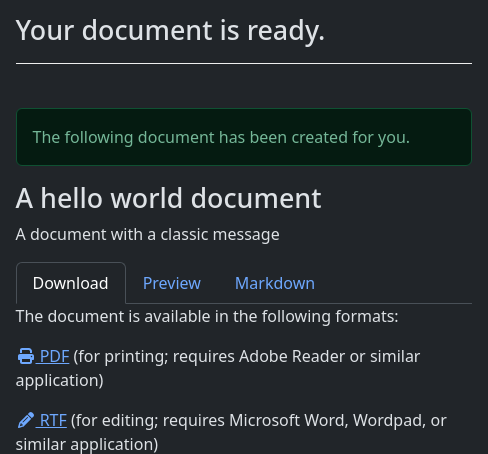 Your document is ready.
The following document has been created for you.
A hello world document
A document with a classic message
Download Preview Markdown
The document is available in the following formats:
PDF (for printing; requires Adobe Reader or similar
application)
RTF (for editing; requires Microsoft Word, Wordpad, or
similar application)